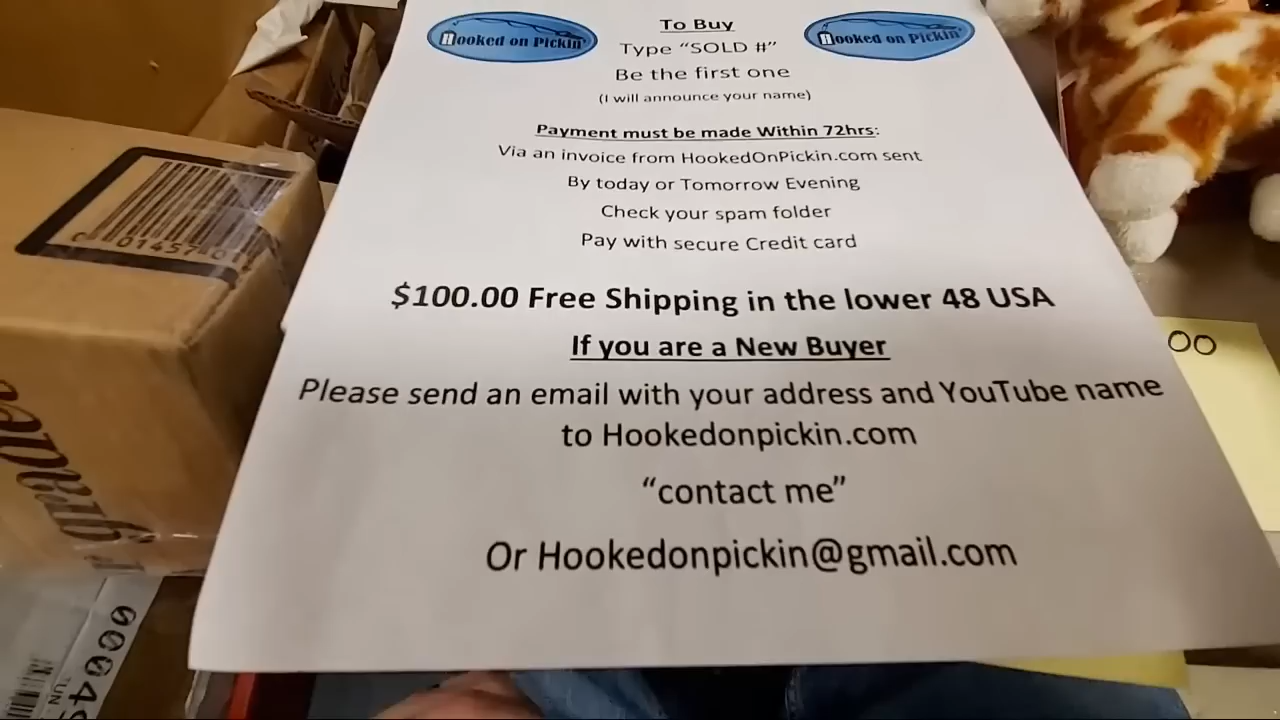 Hooked on Pickin'
To Buy
Hooked on Pickin'
Type "SOLD #"
Be the first one
(I will announce your name)
Payment must be made Within 72hrs:
Via an invoice from HookedOnPickin.com sent
By today or Tomorrow Evening
Check your spam folder
Pay with secure Credit card
$100.00 Free Shipping in the lower 48 USA
If you are a New Buyer
Please send an email with your address and YouTube name
to Hookedonpickin.com
"contact me"
Or Hookedonpickin@gmail.com
00